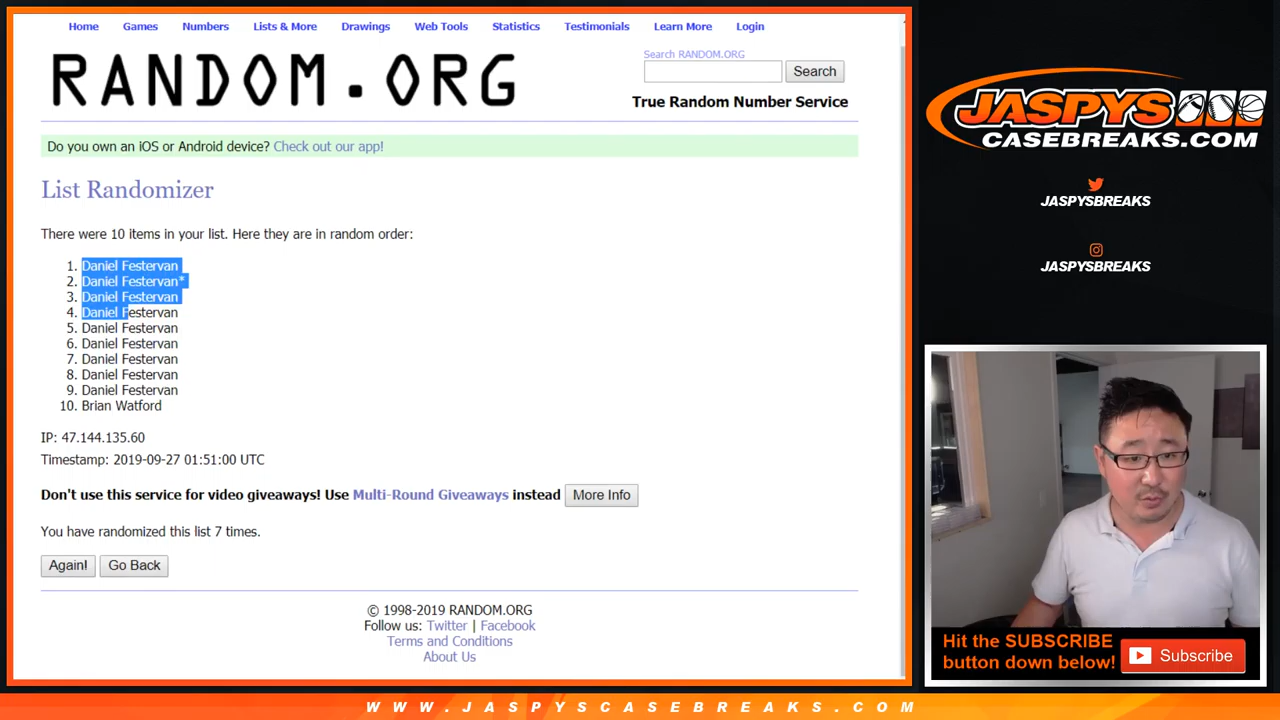 Home Games Numbers Lists & More Drawings Web Tools Statistics Testimonials Learn More Login
RANDOM.ORG
Search RANDOM.ORG
Search
True Random Number Service
Do you own an iOS or Android device? Check out our app!
List Randomizer
There were 10 items in your list. Here they are in random order:
1. Daniel Festervan
2. Daniel Festervan*
3. Daniel Festervan
4. Daniel Festervan
5. Daniel Festervan
6. Daniel Festervan
7. Daniel Festervan
8. Daniel Festervan
9. Daniel Festervan
10. Brian Watford
IP: 47.144.135.60
Timestamp: 2019-09-27 01:51:00 UTC
Don't use this service for video giveaways! Use Multi-Round Giveaways instead More Info
You have randomized this list 7 times.
Again! Go Back
© 1998-2019 RANDOM.ORG
Follow us: Twitter | Facebook
Terms and Conditions
About Us
JASPYS
CASEBREAKS.COM
JASPYSBREAKS
JASPYSBREAKS
Hit the SUBSCRIBE
button down below!
Subscribe
WWW.JASPYSCASEBREAKS.COM